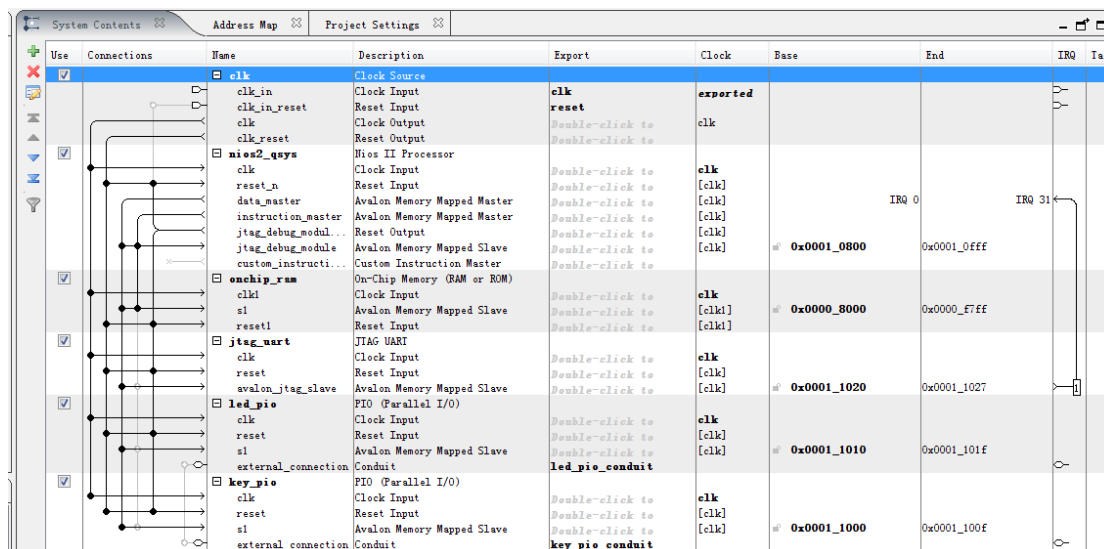 System Contents Address Map Project Settings
Use Connections Name Description Export Clock Base End IRQ Ta
clk Clock Source
clk_in Clock Input clk exported
clk_in_reset Reset Input reset
clk Clock Output Double-click to clk
clk_reset Reset Output Double-click to
nios2_qsys Nios II Processor
clk Clock Input Double-click to clk
reset_n Reset Input Double-click to [clk]
data_master Avalon Memory Mapped Master Double-click to [clk] IRQ 0 IRQ 31
instruction_master Avalon Memory Mapped Master Double-click to [clk]
jtag_debug_modul... Reset Output Double-click to [clk]
jtag_debug_module Avalon Memory Mapped Slave Double-click to [clk] 0x0001_0800 0x0001_0fff
custom_instructi... Custom Instruction Master Double-click to
onchip_ram On-Chip Memory (RAM or ROM)
clk1 Clock Input Double-click to clk
s1 Avalon Memory Mapped Slave Double-click to [clk1] 0x0000_8000 0x0000_f7ff
reset1 Reset Input Double-click to [clk1]
jtag_uart JTAG UART
clk Clock Input Double-click to clk
reset Reset Input Double-click to [clk]
avalon_jtag_slave Avalon Memory Mapped Slave Double-click to [clk] 0x0001_1020 0x0001_1027 1
led_pio PIO (Parallel I/O)
clk Clock Input Double-click to clk
reset Reset Input Double-click to [clk]
s1 Avalon Memory Mapped Slave Double-click to [clk] 0x0001_1010 0x0001_101f
external_connection Conduit led_pio_conduit
key_pio PIO (Parallel I/O)
clk Clock Input Double-click to clk
reset Reset Input Double-click to [clk]
s1 Avalon Memory Mapped Slave Double-click to [clk] 0x0001_1000 0x0001_100f
external_connection Conduit key_pio_conduit